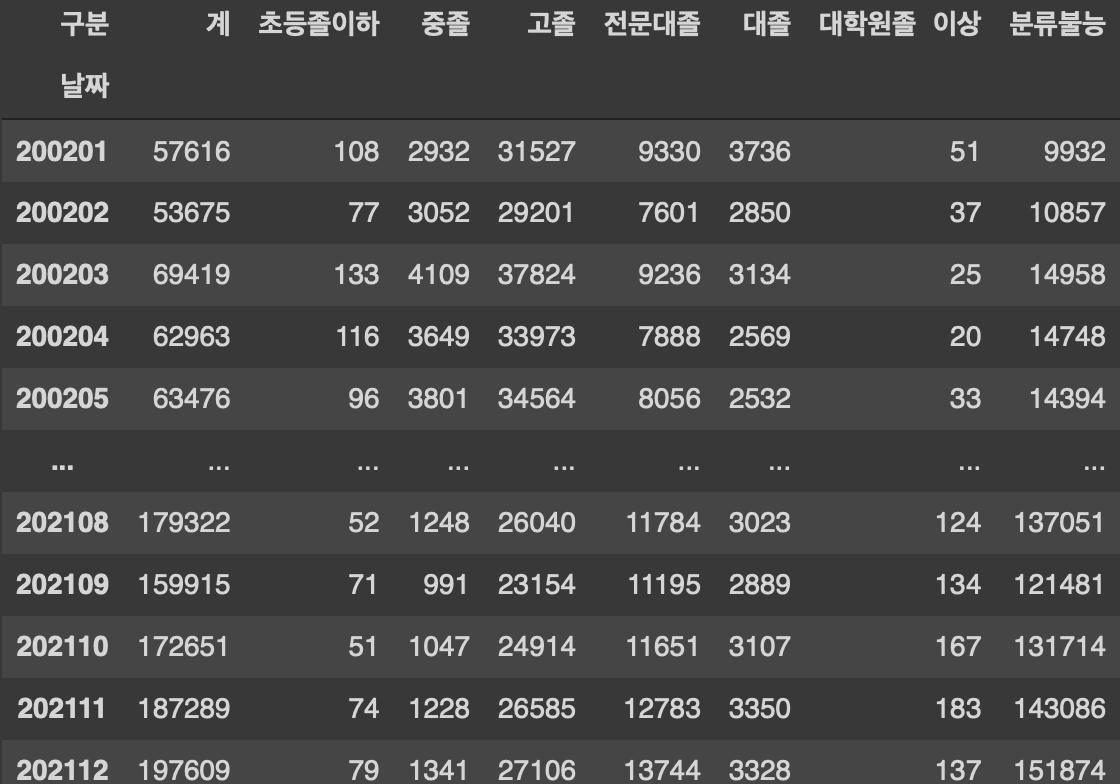 구분 계 초등졸이하 중졸 고졸 전문대졸 대졸 대학원졸 이상 분류불능
날짜
200201 57616 108 2932 31527 9330 3736 51 9932
200202 53675 77 3052 29201 7601 2850 37 10857
200203 69419 133 4109 37824 9236 3134 25 14958
200204 62963 116 3649 33973 7888 2569 20 14748
200205 63476 96 3801 34564 8056 2532 33 14394
... ... ... ... ... ... ... ... ...
202108 179322 52 1248 26040 11784 3023 124 137051
202109 159915 71 991 23154 11195 2889 134 121481
202110 172651 51 1047 24914 11651 3107 167 131714
202111 187289 74 1228 26585 12783 3350 183 143086
202112 197609 79 1341 27106 13744 3328 137 151874